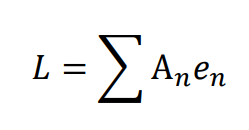 L = ∑ Aₙeₙ